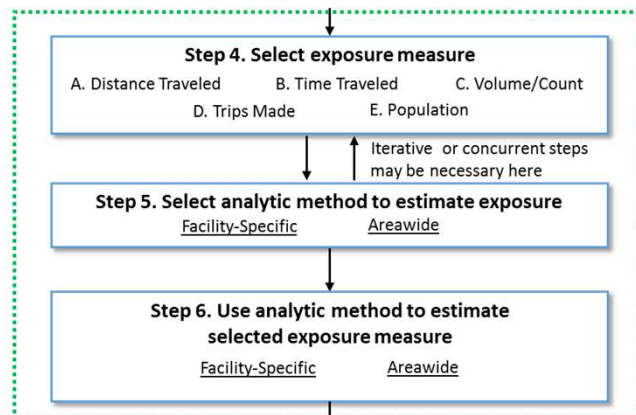 Step 4. Select exposure measure
A. Distance Traveled B. Time Traveled C. Volume/Count
D. Trips Made E. Population
Iterative or concurrent steps
may be necessary here
Step 5. Select analytic method to estimate exposure
Facility-Specific Areawide
Step 6. Use analytic method to estimate
selected exposure measure
Facility-Specific Areawide